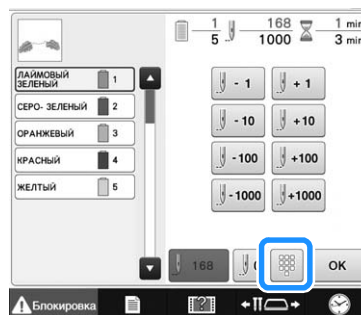 1 168 1 min
5 1000 3 min
ЛАЙМОВЫЙ ЗЕЛЕНЫЙ 1
СЕРО- ЗЕЛЕНЫЙ 2
ОРАНЖЕВЫЙ 3
КРАСНЫЙ 4
ЖЕЛТЫЙ 5
- 1 + 1
- 10 + 10
- 100 +100
- 1000 +1000
168 OK
Блокировка